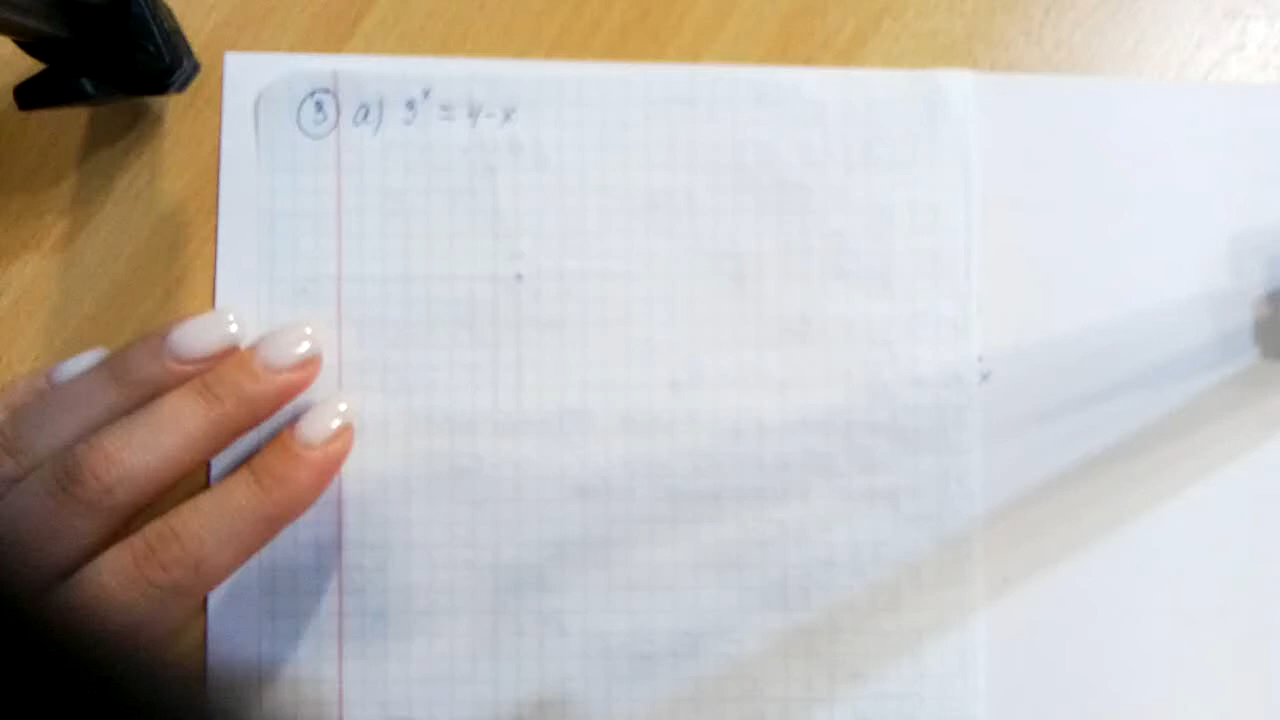 ③ а) 3ˣ = 4-x